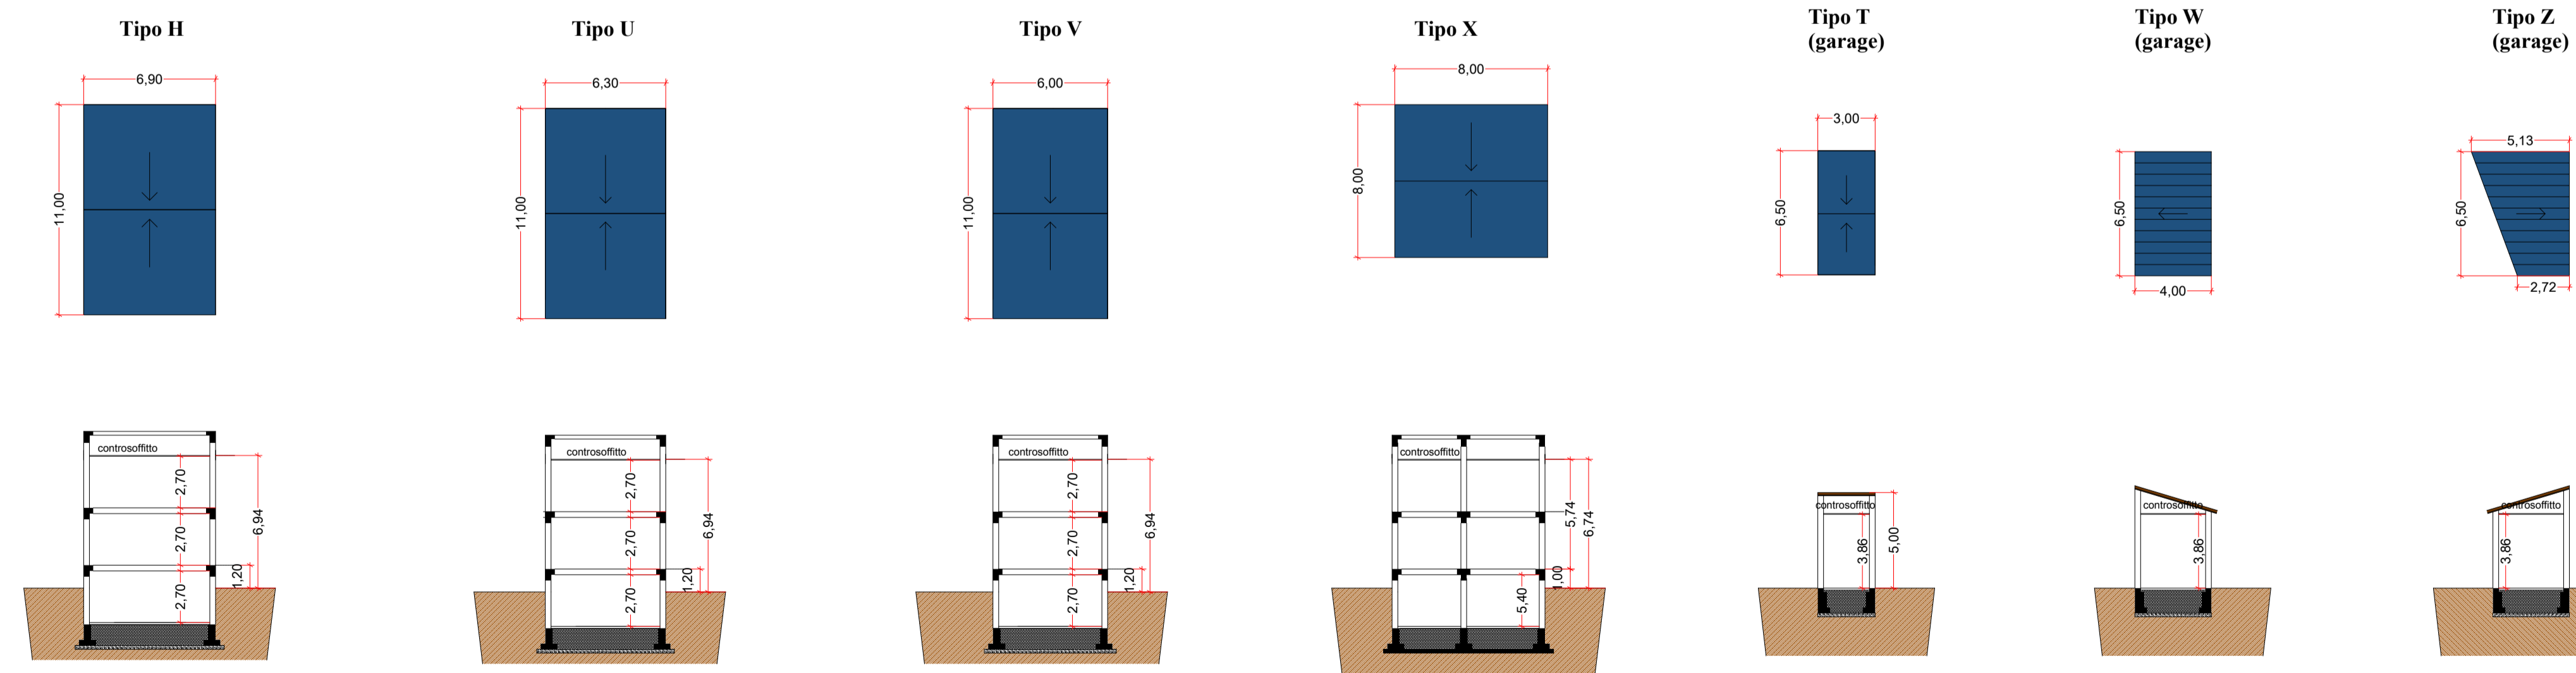 Tipo H
6,90
11,00
controsoffitto
2,70
2,70
2,70
1,20
6,94
Tipo U
6,30
11,00
controsoffitto
2,70
2,70
2,70
1,20
6,94
Tipo V
6,00
11,00
controsoffitto
2,70
2,70
2,70
1,20
6,94
Tipo X
8,00
8,00
controsoffitto
5,40
1,00
5,74
6,74
Tipo T
(garage)
3,00
6,50
controsoffitto
3,86
5,00
Tipo W
(garage)
6,50
4,00
controsoffitto
3,86
Tipo Z
(garage)
5,13
6,50
2,72
controsoffitto
3,86